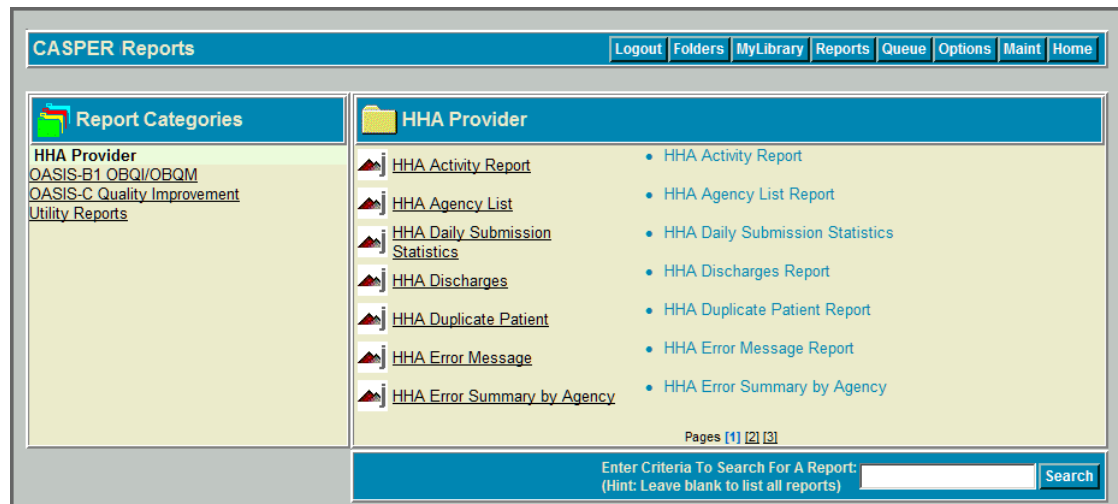 CASPER Reports
Logout Folders MyLibrary Reports Queue Options Maint Home
Report Categories
HHA Provider
OASIS-B1 OBQI/OBQM
OASIS-C Quality Improvement
Utility Reports
HHA Provider
HHA Activity Report
• HHA Activity Report
HHA Agency List
• HHA Agency List Report
HHA Daily Submission
Statistics
• HHA Daily Submission Statistics
HHA Discharges
• HHA Discharges Report
HHA Duplicate Patient
• HHA Duplicate Patient Report
HHA Error Message
• HHA Error Message Report
HHA Error Summary by Agency
• HHA Error Summary by Agency
Pages [1] [2] [3]
Enter Criteria To Search For A Report:
(Hint: Leave blank to list all reports)
Search